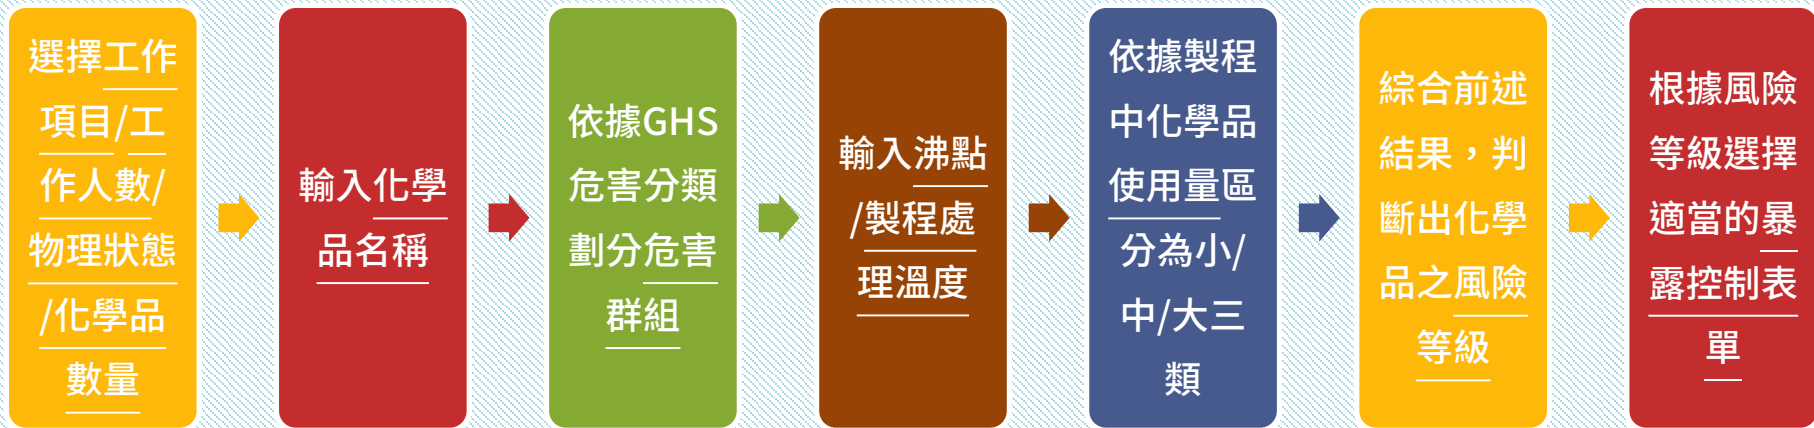 選擇工作
項目/工
作人數/
物理狀態
/化學品
數量
輸入化學
品名稱
依據GHS
危害分類
劃分危害
群組
輸入沸點
/製程處
理溫度
依據製程
中化學品
使用量區
分為小/
中/大三
類
綜合前述
結果，判
斷出化學
品之風險
等級
根據風險
等級選擇
適當的暴
露控制表
單